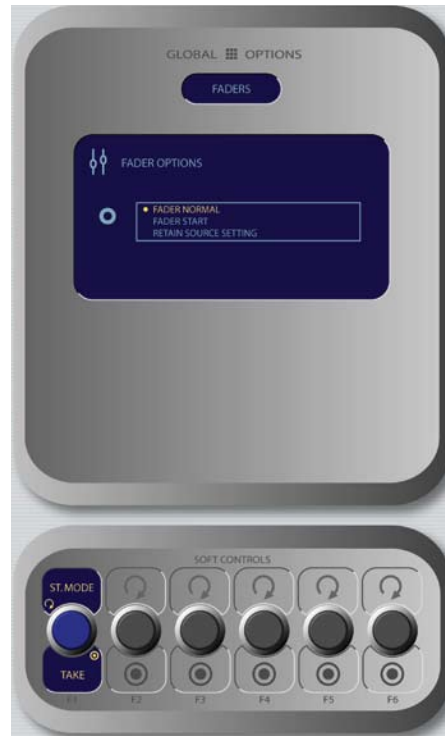 GLOBAL OPTIONS
FADERS
FADER OPTIONS
FADER NORMAL
FADER START
RETAIN SOURCE SETTING
SOFT CONTROLS
ST. MODE
TAKE
F1 F2 F3 F4 F5 F6